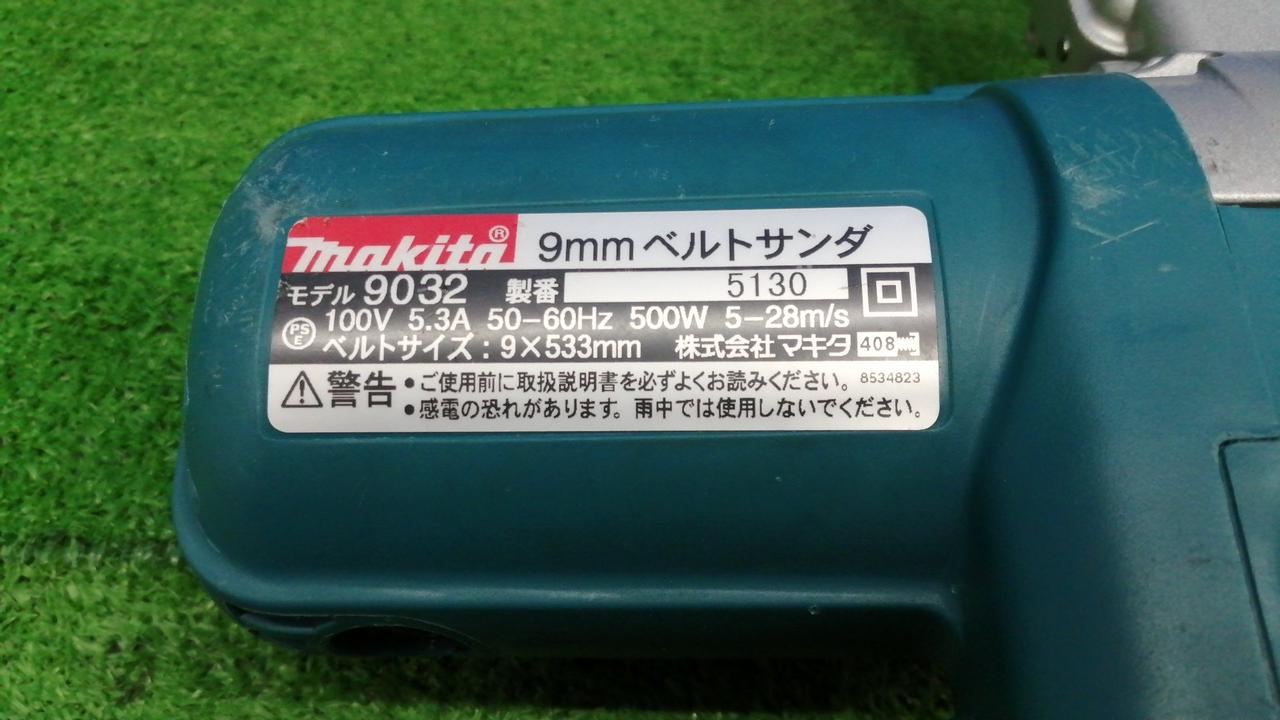 makita® 9mm ベルトサンダ
モデル 9032 製番 5130
PSE 100V 5.3A 50-60Hz 500W 5-28m/s
ベルトサイズ:9×533mm 株式会社 マキタ 408
警告 ・ご使用前に取扱説明書を必ずよくお読みください。 8534823
・感電の恐れがあります。雨中では使用しないでください。